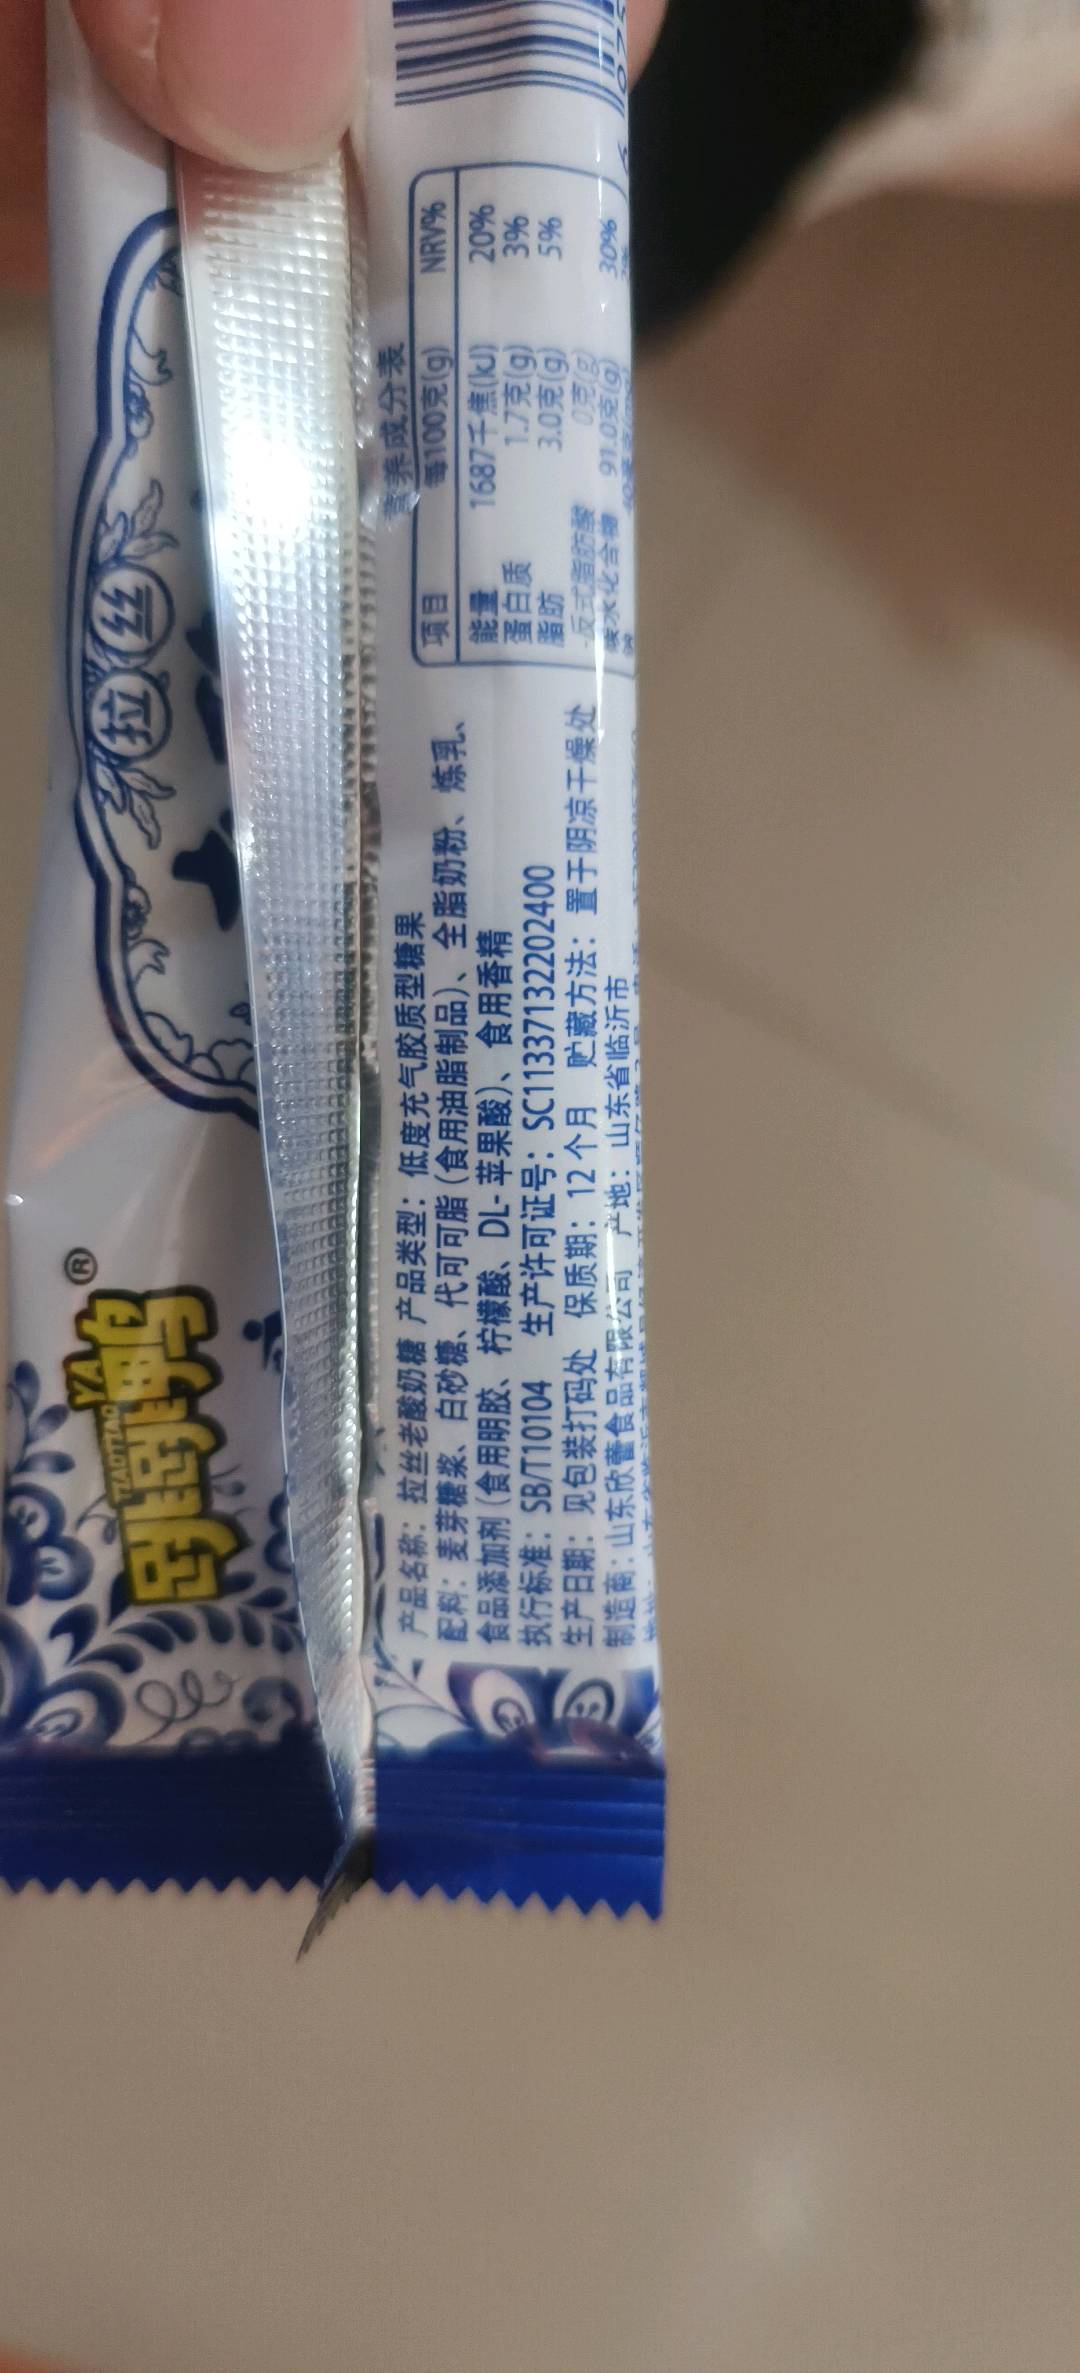 TAOTAO YA
®
拉丝
产品名称：拉丝老酸奶糖 产品类型：低度充气胶质型糖果
配料：麦芽糖浆、白砂糖、代可可脂（食用油脂制品）、全脂奶粉、炼乳、
食品添加剂（食用明胶、柠檬酸、DL-苹果酸）、食用香精
执行标准：SB/T10104 生产许可证号：SC11337132202400
生产日期：见包装打码处 保质期：12个月 贮藏方法：置于阴凉干燥处
制造商：山东欣蕾食品有限公司 产地：山东省临沂市
营养成分表
项目 每100克(g) NRV%
能量 1687千焦(kJ) 20%
蛋白质 1.7克(g) 3%
脂肪 3.0克(g) 5%
-反式脂肪酸 0克(g)
碳水化合物 91.0克(g) 30%